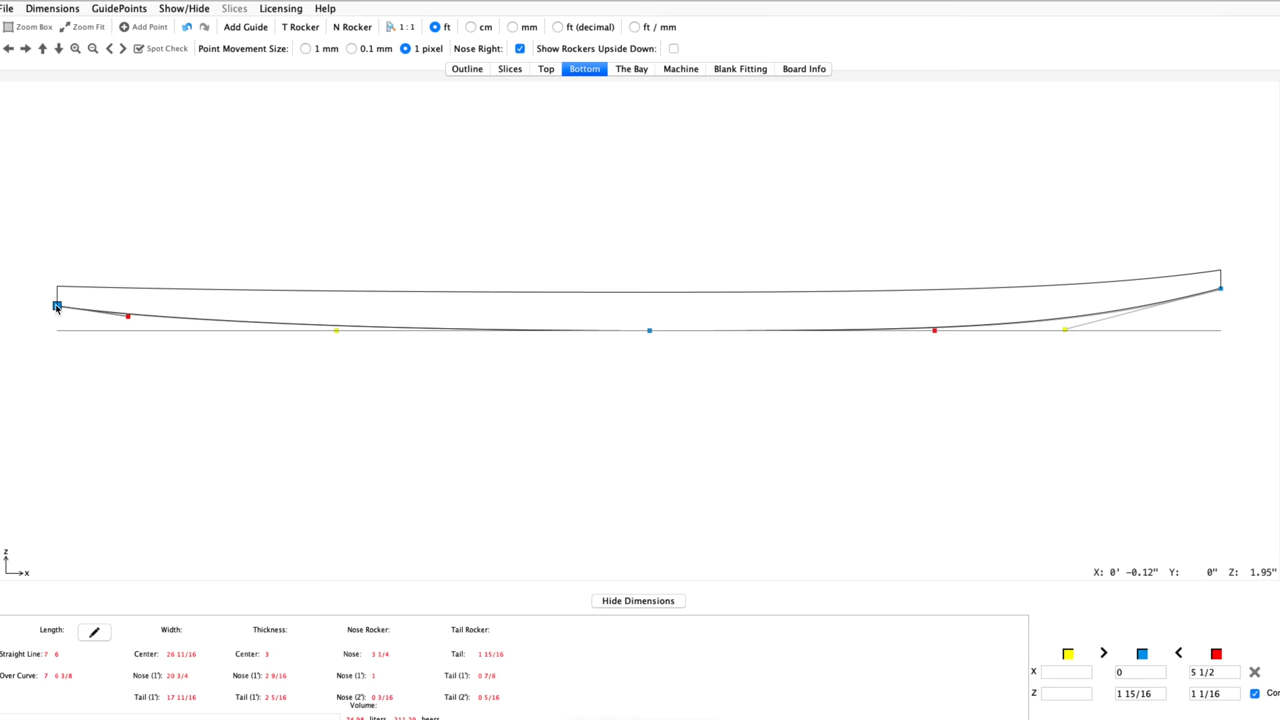 File Dimensions GuidePoints Show/Hide Slices Licensing Help
Zoom Box Zoom Fit Add Point Add Guide T Rocker N Rocker 1 : 1 ft cm mm ft (decimal) ft / mm
Spot Check Point Movement Size: 1 mm 0.1 mm 1 pixel Nose Right: Show Rockers Upside Down:
Outline Slices Top Bottom The Bay Machine Blank Fitting Board Info
z
x
X: 0' -0.12" Y: 0" Z: 1.95"
Hide Dimensions
Length: Width: Thickness: Nose Rocker: Tail Rocker:
Straight Line: 7 6 Center: 26 11/16 Center: 3 Nose: 3 1/4 Tail: 1 15/16
Over Curve: 7 6 3/8 Nose (1'): 20 3/4 Nose (1'): 2 9/16 Nose (1'): 1 Tail (1'): 0 7/8
Tail (1'): 17 11/16 Tail (1'): 2 5/16 Nose (2'): 0 3/16 Tail (2'): 0 5/16
Volume:
> <
X 0 5 1/2
Z 1 15/16 1 1/16 Con